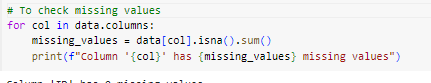 # To check missing values
for col in data.columns:
    missing_values = data[col].isna().sum()
    print(f"Column '{col}' has {missing_values} missing values")